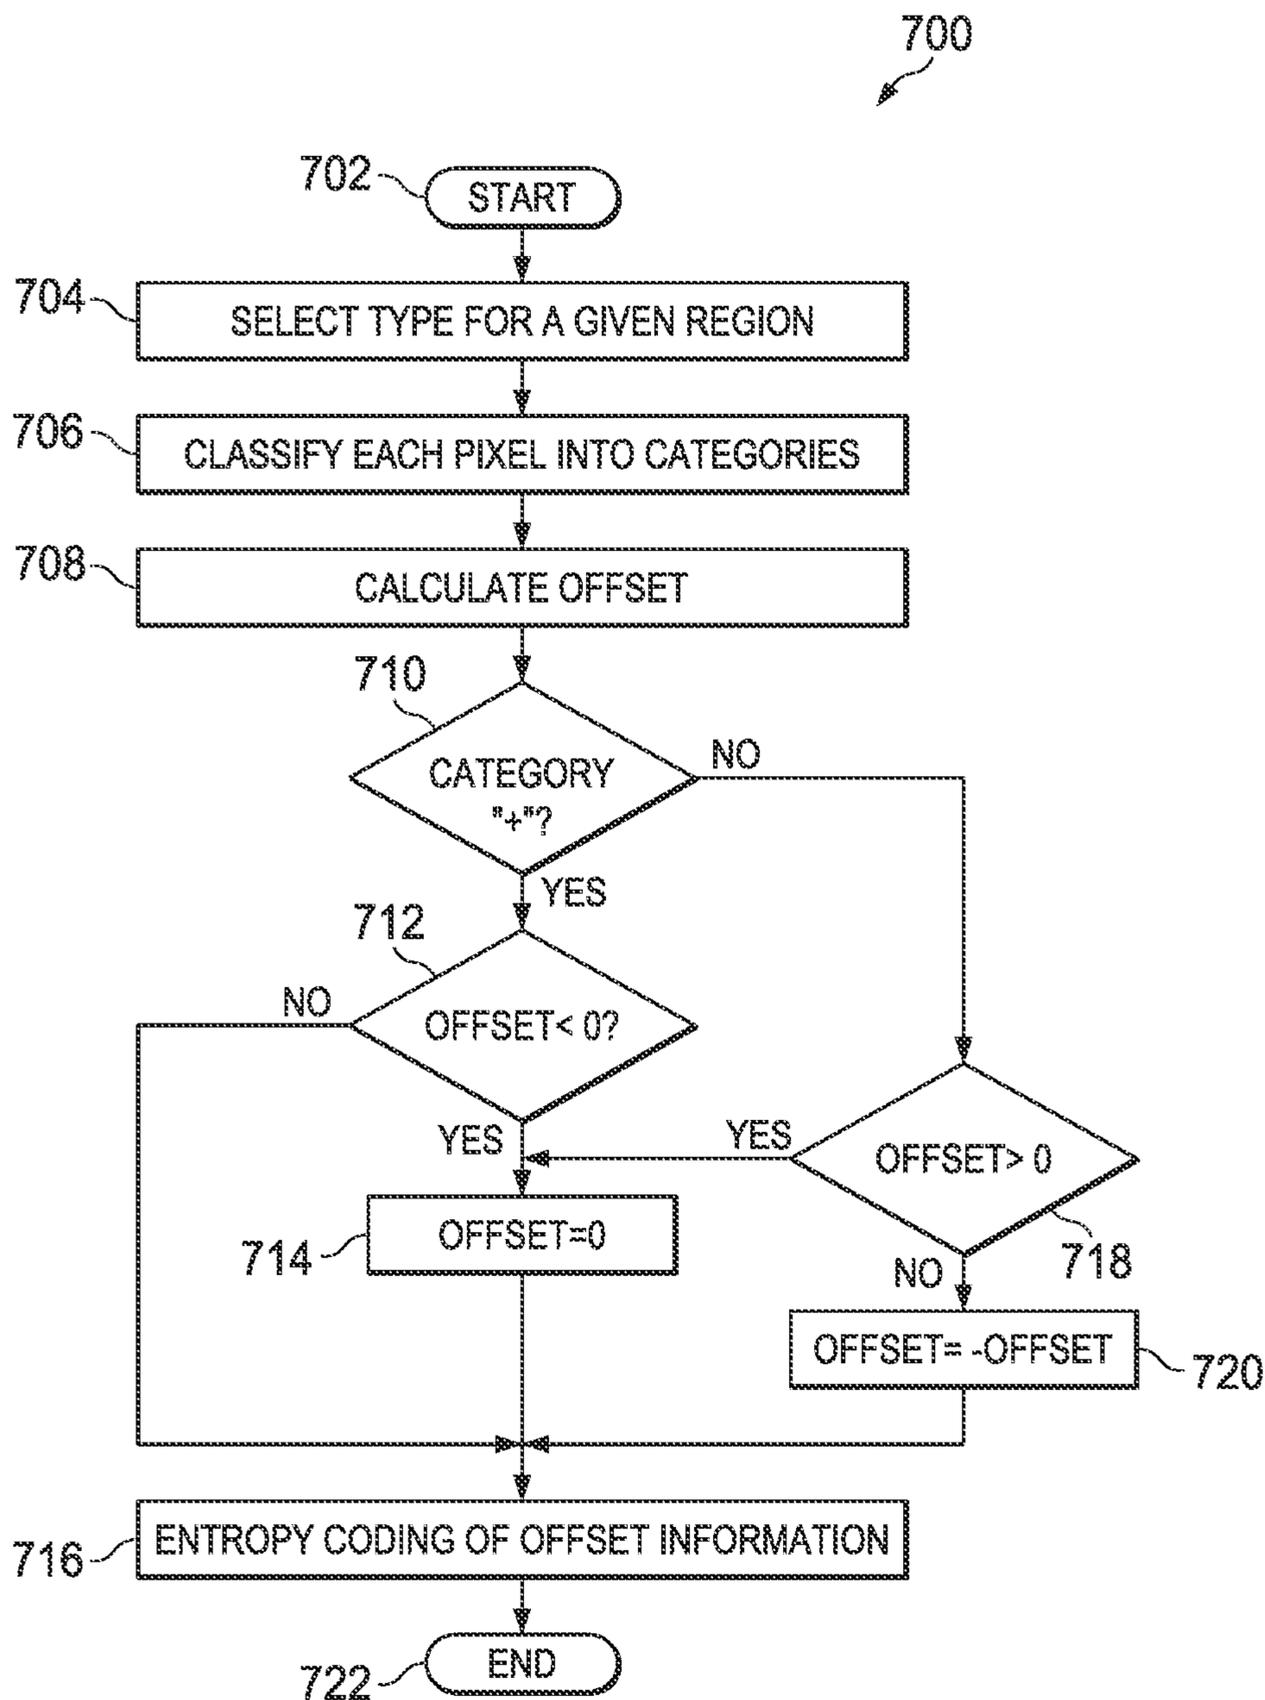 700
702
START
704
SELECT TYPE FOR A GIVEN REGION
706
CLASSIFY EACH PIXEL INTO CATEGORIES
708
CALCULATE OFFSET
710
CATEGORY
"+"?
NO
YES
712
NO
OFFSET< 0?
YES
YES
OFFSET> 0
718
714
OFFSET=0
NO
OFFSET= -OFFSET
720
716
ENTROPY CODING OF OFFSET INFORMATION
722
END